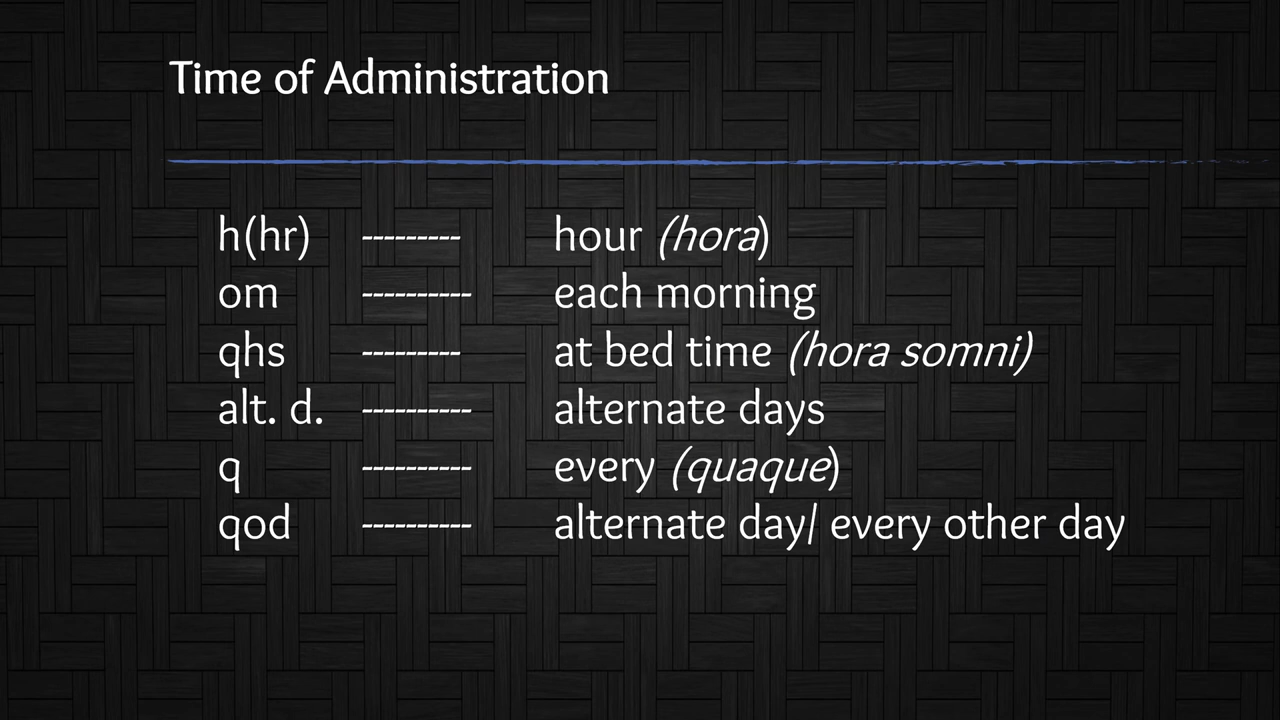 Time of Administration
h(hr) --------- hour (hora)
om ---------- each morning
qhs --------- at bed time (hora somni)
alt. d. ---------- alternate days
q ---------- every (quaque)
qod ---------- alternate day/ every other day